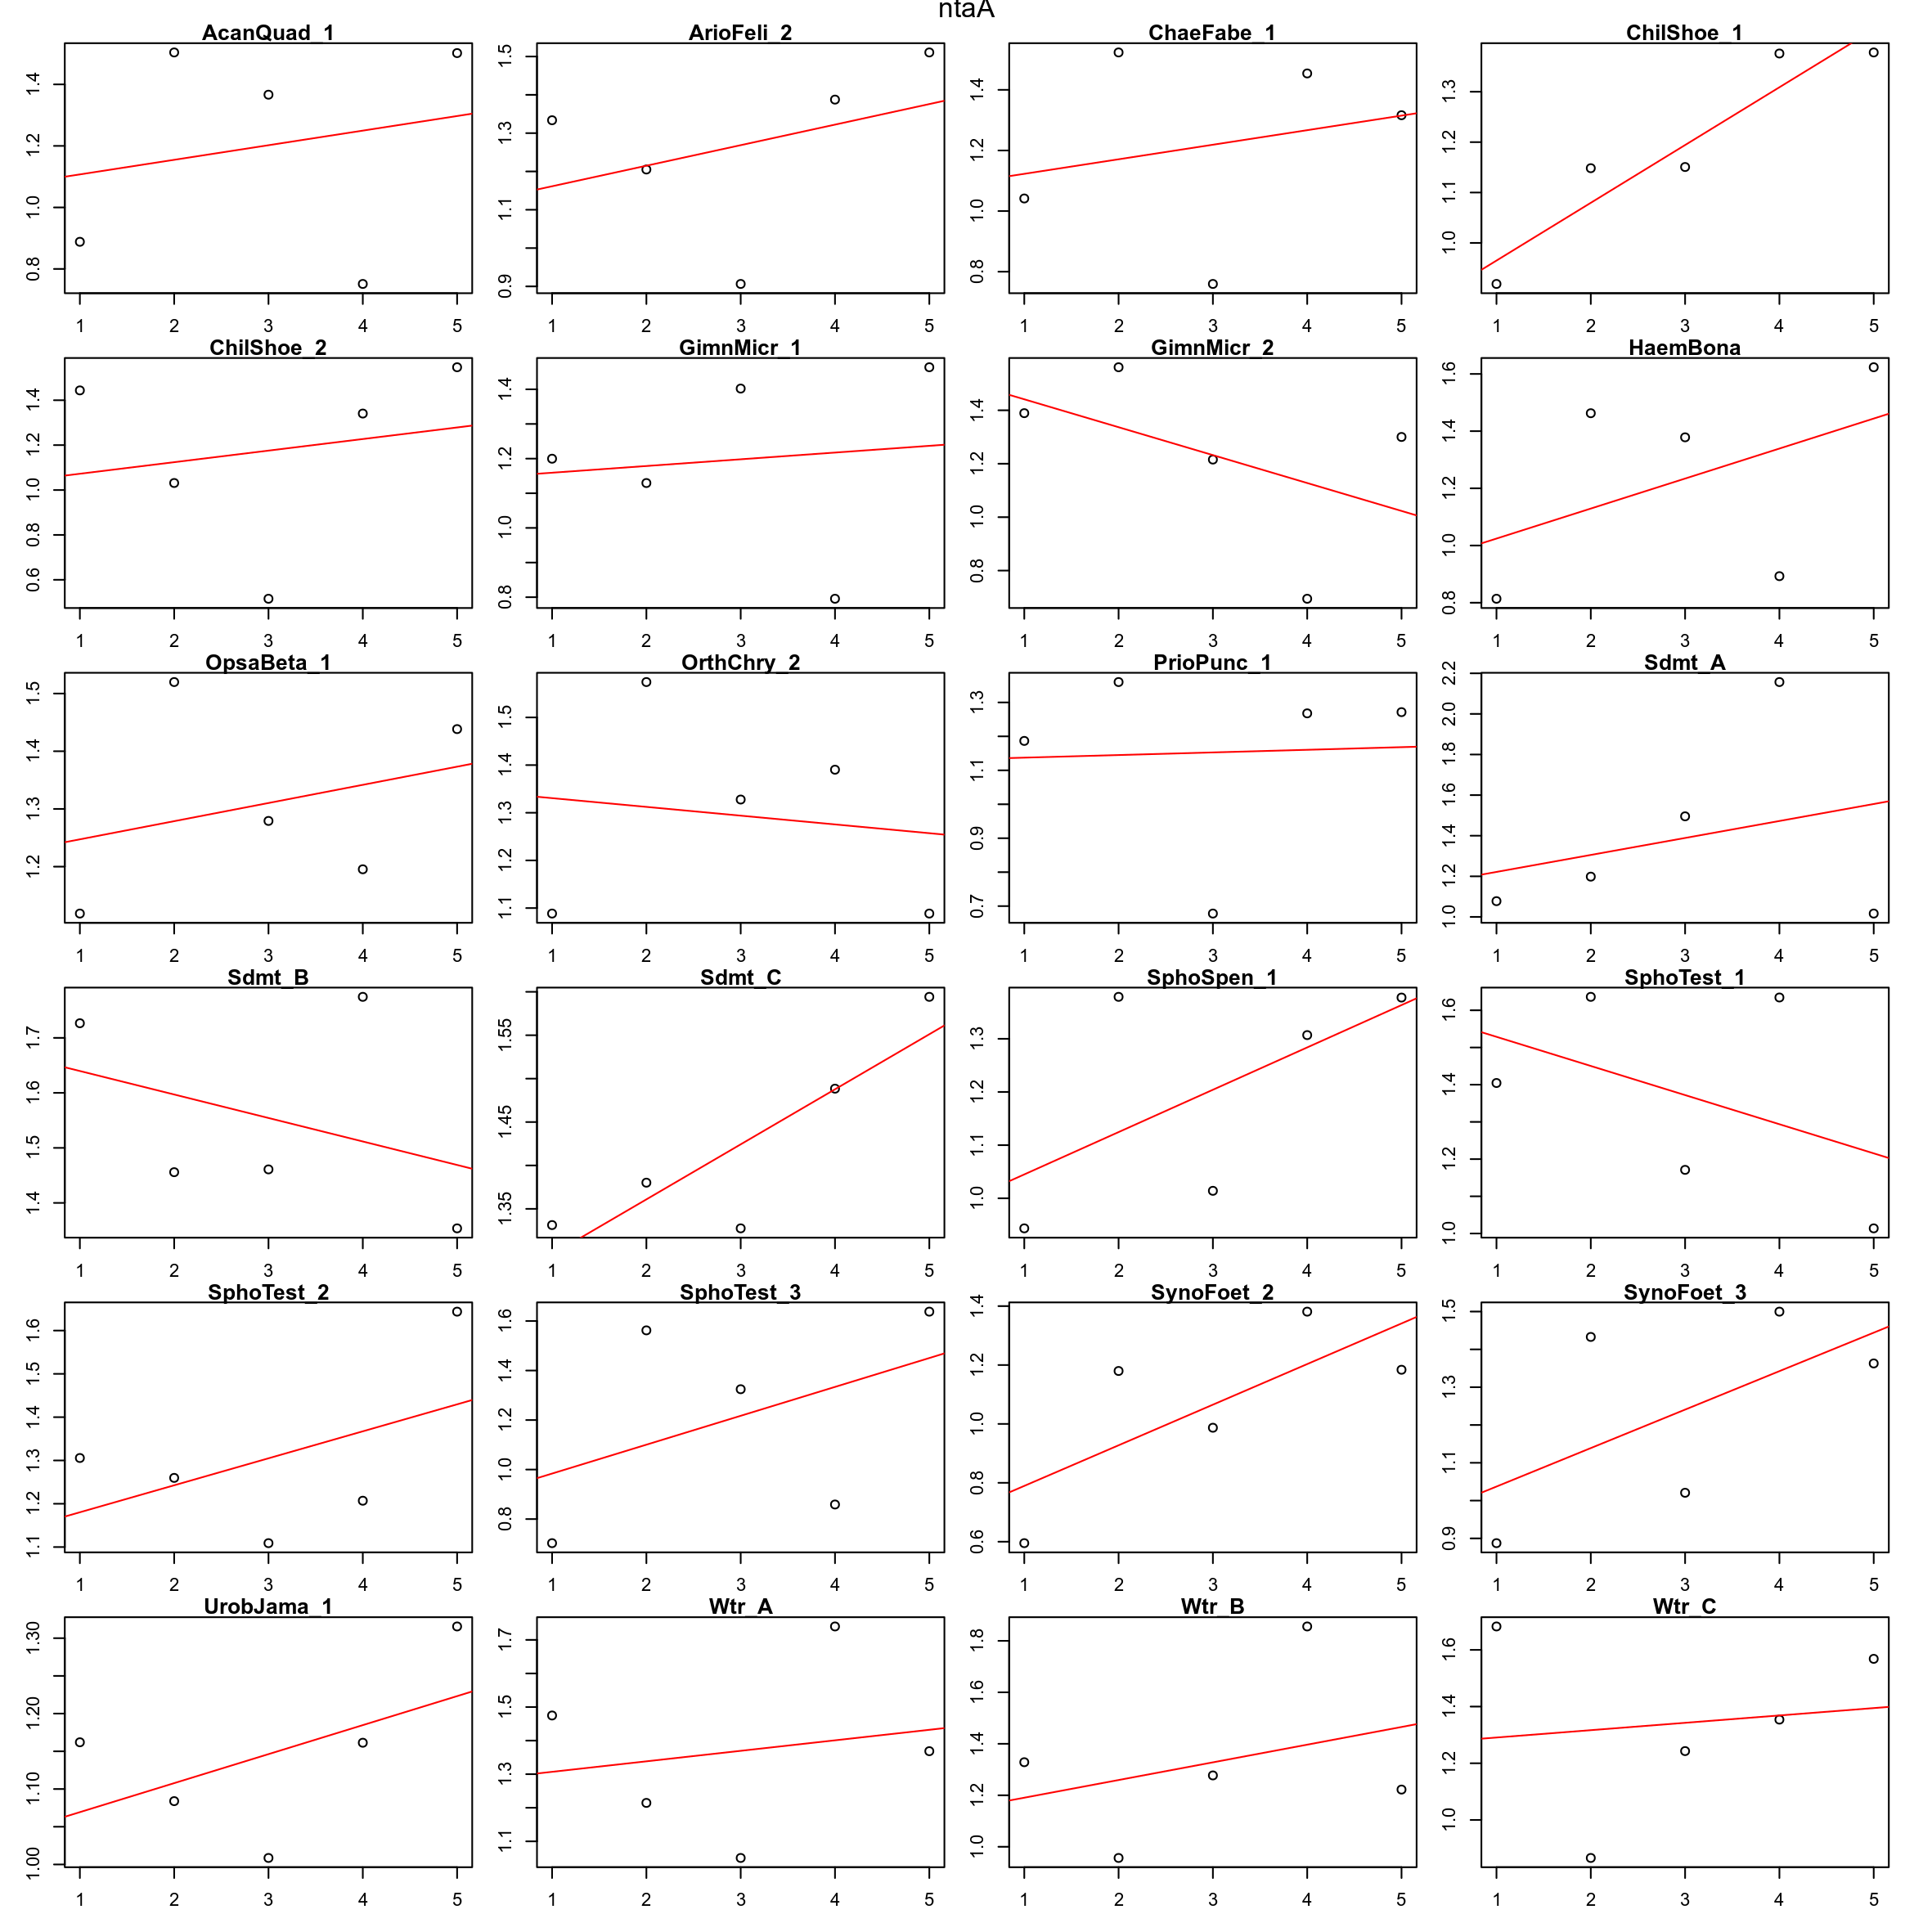 ntaA
AcanQuad_1 ArioFeli_2 ChaeFabe_1 ChilShoe_1
0.8 1.0 1.2 1.4 0.9 1.1 1.3 1.5 0.8 1.0 1.2 1.4 1.0 1.1 1.2 1.3
1 2 3 4 5 1 2 3 4 5 1 2 3 4 5 1 2 3 4 5
ChilShoe_2 GimnMicr_1 GimnMicr_2 HaemBona
0.6 0.8 1.0 1.2 1.4 0.8 1.0 1.2 1.4 0.8 1.0 1.2 1.4 0.8 1.0 1.2 1.4 1.6
1 2 3 4 5 1 2 3 4 5 1 2 3 4 5 1 2 3 4 5
OpsaBeta_1 OrthChry_2 PrioPunc_1 Sdmt_A
1.2 1.3 1.4 1.5 1.1 1.2 1.3 1.4 1.5 0.7 0.9 1.1 1.3 1.0 1.2 1.4 1.6 1.8 2.0 2.2
1 2 3 4 5 1 2 3 4 5 1 2 3 4 5 1 2 3 4 5
Sdmt_B Sdmt_C SphoSpen_1 SphoTest_1
1.4 1.5 1.6 1.7 1.35 1.45 1.55 1.0 1.1 1.2 1.3 1.0 1.2 1.4 1.6
1 2 3 4 5 1 2 3 4 5 1 2 3 4 5 1 2 3 4 5
SphoTest_2 SphoTest_3 SynoFoet_2 SynoFoet_3
1.1 1.2 1.3 1.4 1.5 1.6 0.8 1.0 1.2 1.4 1.6 0.6 0.8 1.0 1.2 1.4 0.9 1.1 1.3 1.5
1 2 3 4 5 1 2 3 4 5 1 2 3 4 5 1 2 3 4 5
UrobJama_1 Wtr_A Wtr_B Wtr_C
1.00 1.10 1.20 1.30 1.1 1.3 1.5 1.7 1.0 1.2 1.4 1.6 1.8 1.0 1.2 1.4 1.6
1 2 3 4 5 1 2 3 4 5 1 2 3 4 5 1 2 3 4 5